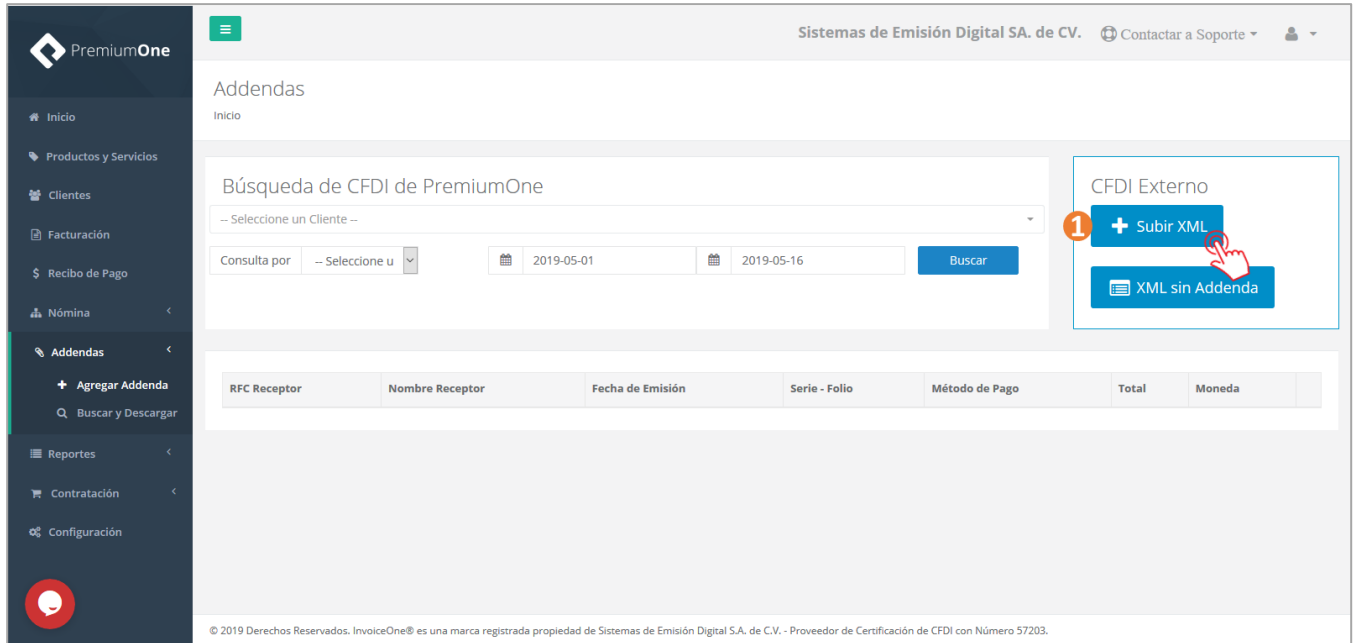 PremiumOne
Sistemas de Emisión Digital SA. de CV.
Contactar a Soporte
Addendas
Inicio
Inicio
Productos y Servicios
Clientes
Facturación
$ Recibo de Pago
Nómina
Addendas
Agregar Addenda
Buscar y Descargar
Reportes
Contratación
Configuración
Búsqueda de CFDI de PremiumOne
-- Seleccione un Cliente --
Consulta por -- Seleccione u 2019-05-01 2019-05-16 Buscar
CFDI Externo
1 Subir XML
XML sin Addenda
RFC Receptor Nombre Receptor Fecha de Emisión Serie - Folio Método de Pago Total Moneda
© 2019 Derechos Reservados. InvoiceOne® es una marca registrada propiedad de Sistemas de Emisión Digital S.A. de C.V. - Proveedor de Certificación de CFDI con Número 57203.